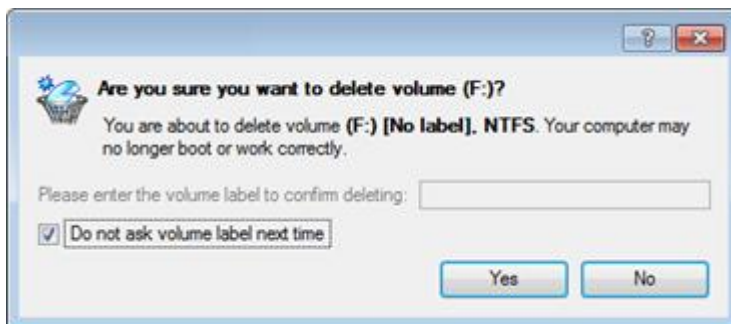 Are you sure you want to delete volume (F:)?
You are about to delete volume (F:) [No label], NTFS. Your computer may
no longer boot or work correctly.
Please enter the volume label to confirm deleting:
Do not ask volume label next time
Yes No